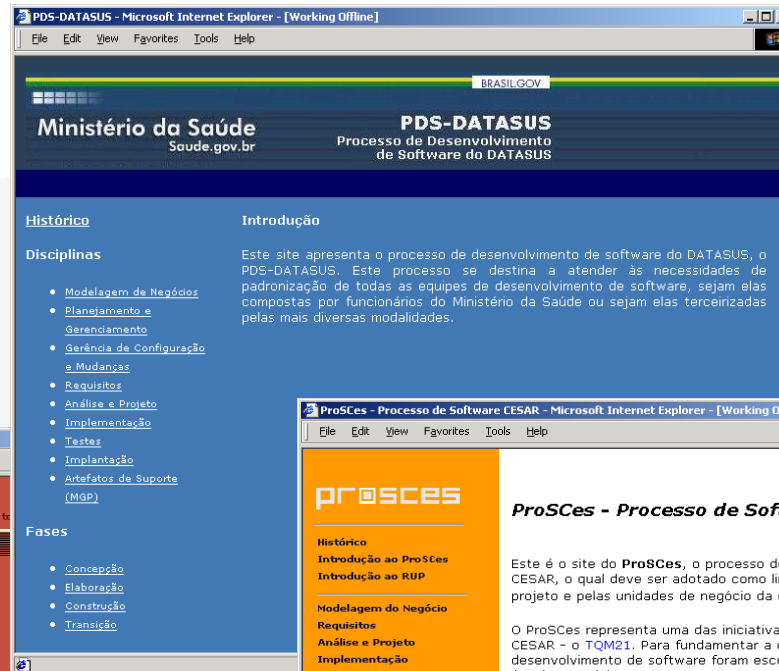 PDS-DATASUS - Microsoft Internet Explorer - [Working Offline]
File Edit View Favorites Tools Help
BRASIL.GOV
Ministério da Saúde
Saude.gov.br
PDS-DATASUS
Processo de Desenvolvimento
de Software do DATASUS
Histórico
Disciplinas
Modelagem de Negócios
Planejamento e
Gerenciamento
Gerência de Configuração
e Mudanças
Requisitos
Análise e Projeto
Implementação
Testes
Implantação
Artefatos de Suporte
(MGP)
Fases
Concepção
Elaboração
Construção
Transição
Introdução
Este site apresenta o processo de desenvolvimento de software do DATASUS, o
PDS-DATASUS. Este processo se destina a atender às necessidades de
padronização de todas as equipes de desenvolvimento de software, sejam elas
compostas por funcionários do Ministério da Saúde ou sejam elas terceirizadas
pelas mais diversas modalidades.
ProSCes - Processo de Software CESAR - Microsoft Internet Explorer - [Working O
File Edit View Favorites Tools Help
prosces
Histórico
Introdução ao ProSCes
Introdução ao RUP
Modelagem do Negócio
Requisitos
Análise e Projeto
Implementação
ProSCes - Processo de Sof
Este é o site do ProSCes, o processo d
CESAR, o qual deve ser adotado como li
projeto e pelas unidades de negócio da
O ProSCes representa uma das iniciativa
CESAR - o TQM21. Para fundamentar a
desenvolvimento de software foram escu